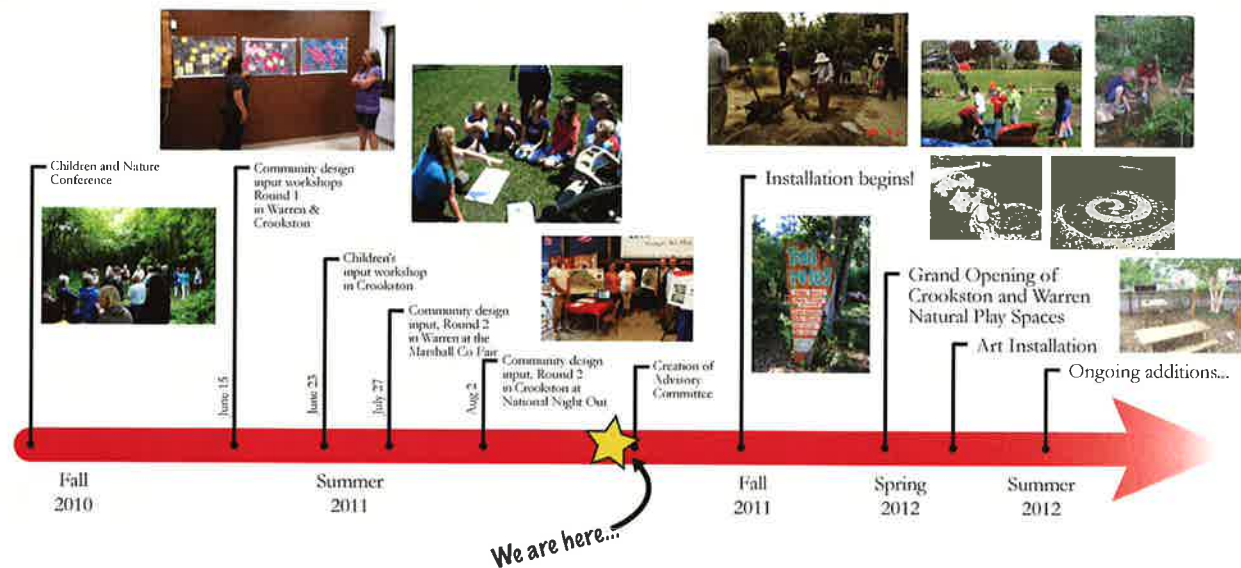 Children and Nature
Conference
Community design
input workshops
Round 1
in Warren &
Crookston
Children's
input workshop
in Crookston
Community design
input, Round 2
in Warren at the
Marshall Co Fair
Community design
input, Round 2
in Crookston at
National Night Out
Creation of
Advisory
Committee
Installation begins!
Grand Opening of
Crookston and Warren
Natural Play Spaces
Art Installation
Ongoing additions...
June 15
June 23
July 27
Aug 2
Fall
2010
Summer
2011
Fall
2011
Spring
2012
Summer
2012
We are here...